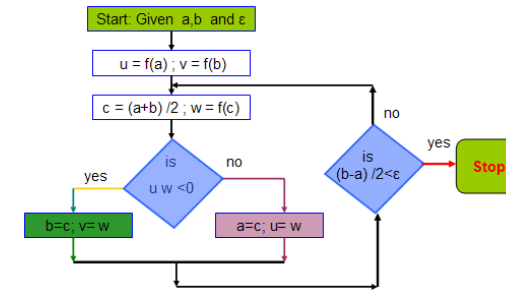 Start: Given a,b and ε
u = f(a) ; v = f(b)
c = (a+b) /2 ; w = f(c)
no
is
u w <0
yes
no
is
(b-a) /2<ε
yes
Stop
b=c; v= w
a=c; u= w